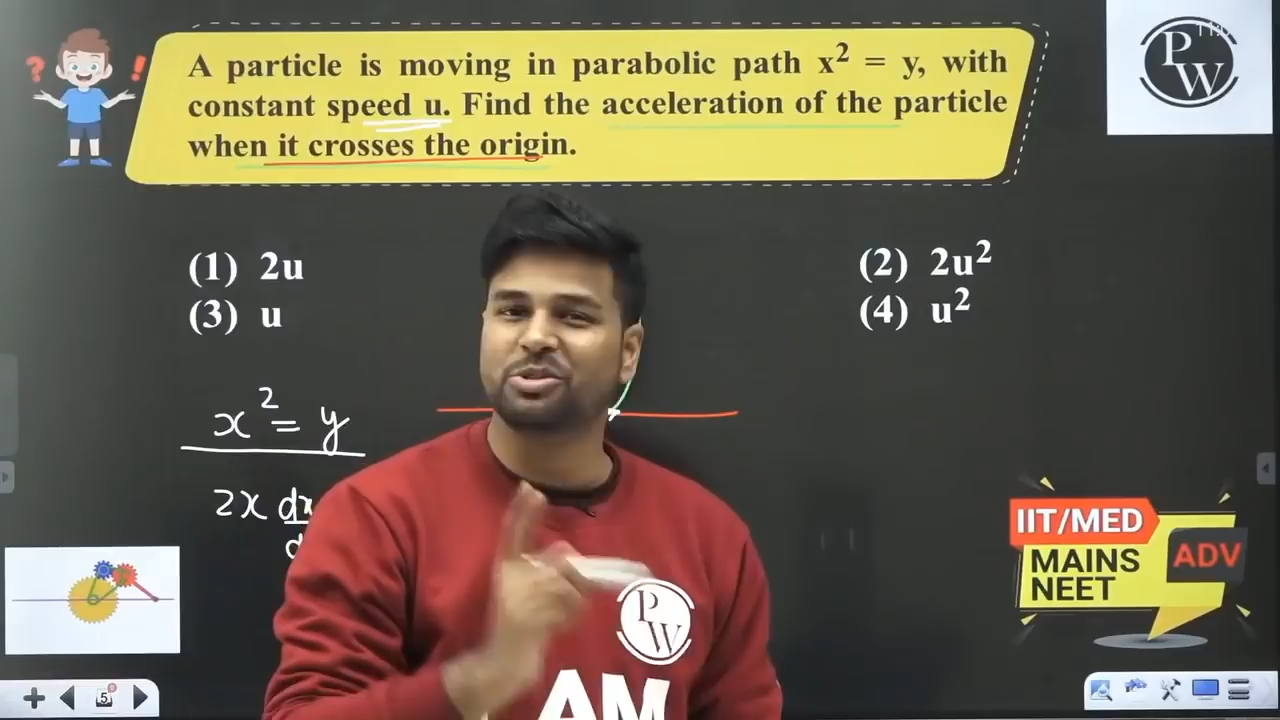 A particle is moving in parabolic path x² = y, with
constant speed u. Find the acceleration of the particle
when it crosses the origin.
(1) 2u
(2) 2u²
(3) u
(4) u²
x² = y
2x dx
d
?
!
PW
IIT/MED
MAINS
NEET
ADV
PW
AM
5